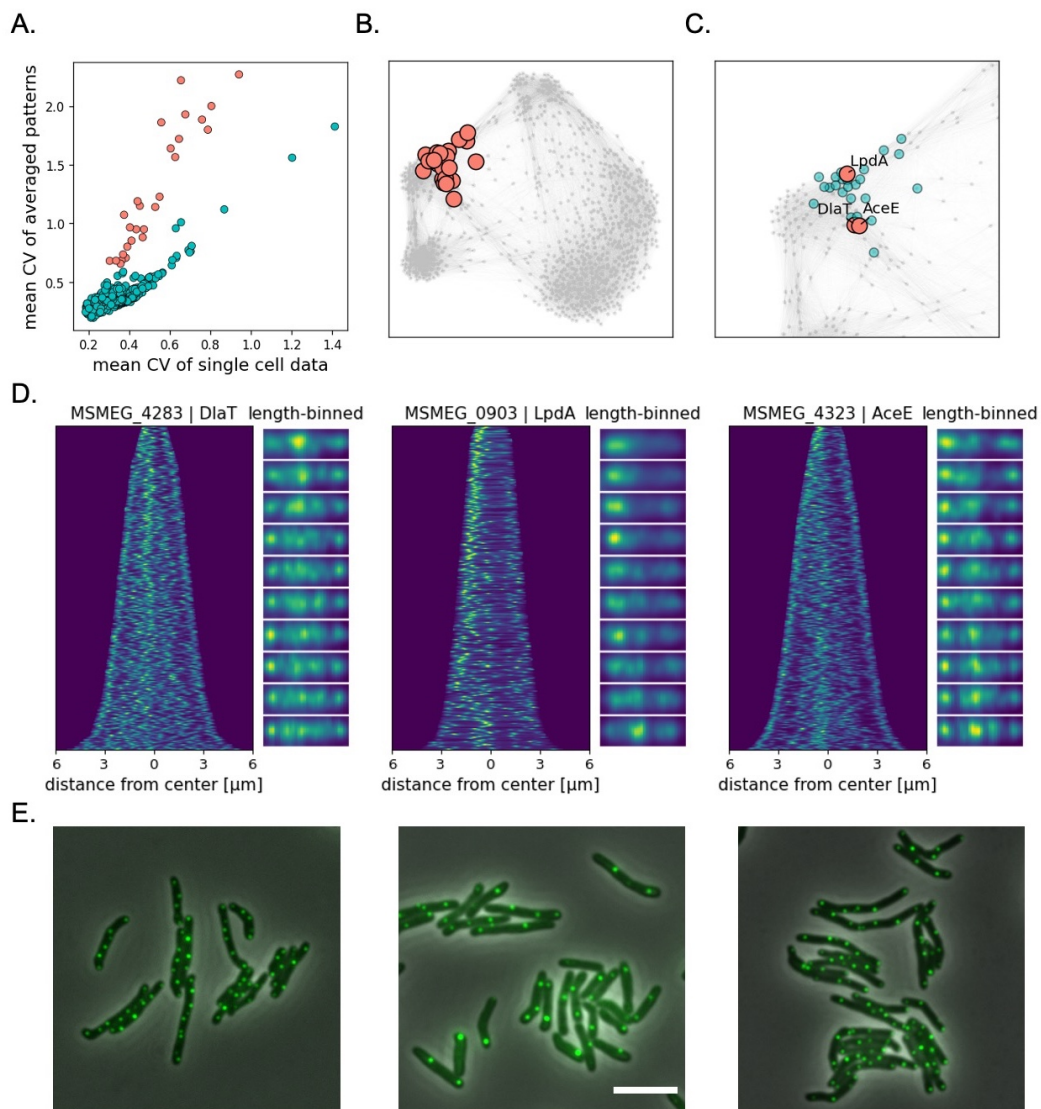 A.
B.
C.
mean CV of averaged patterns
2.0
1.5
1.0
0.5
0.2
0.4
0.6
0.8
1.0
1.2
1.4
mean CV of single cell data
LpdA
DlaT
AceE
D.
MSMEG_4283 | DlaT length-binned
MSMEG_0903 | LpdA length-binned
MSMEG_4323 | AceE length-binned
6 3 0 3 6
6 3 0 3 6
6 3 0 3 6
distance from center [µm]
distance from center [µm]
distance from center [µm]
E.